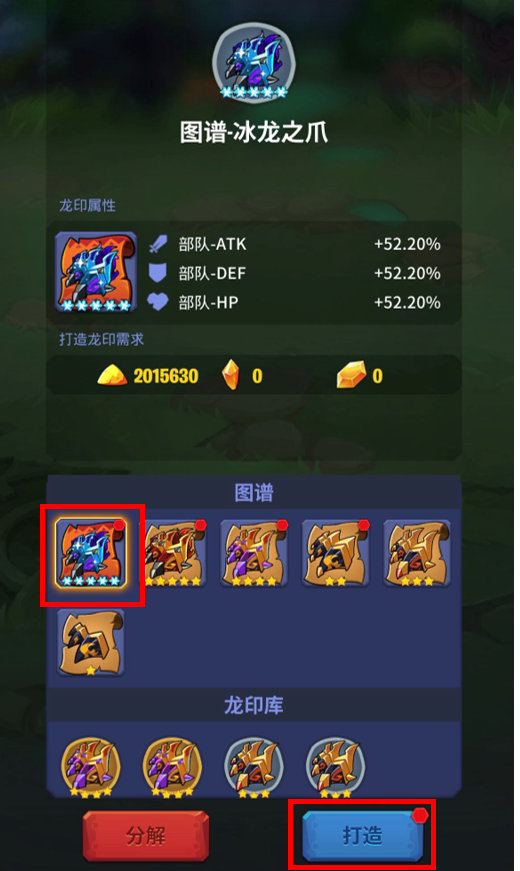 图谱-冰龙之爪
龙印属性
部队-ATK +52.20%
部队-DEF +52.20%
部队-HP +52.20%
打造龙印需求
2015630 0 0
图谱
龙印库
分解 打造